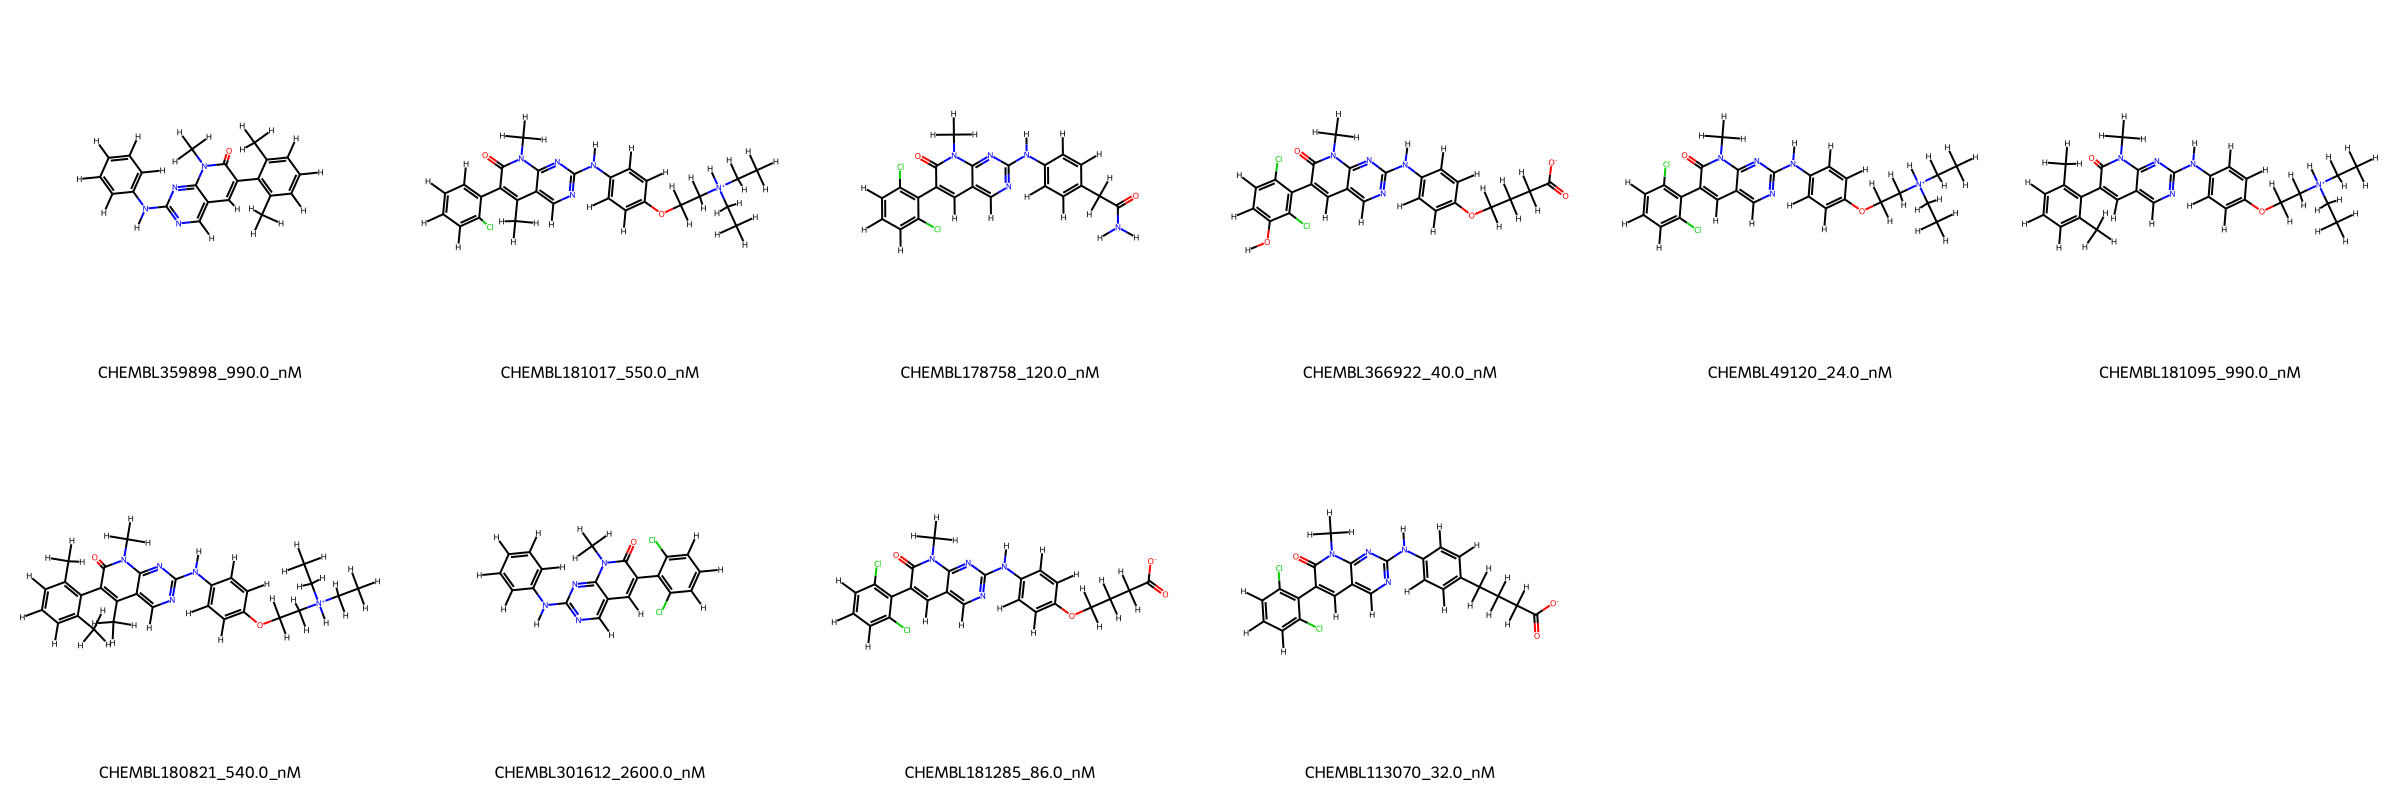 CHEMBL359898_990.0_nM
CHEMBL181017_550.0_nM
CHEMBL178758_120.0_nM
CHEMBL366922_40.0_nM
CHEMBL49120_24.0_nM
CHEMBL181095_990.0_nM
CHEMBL180821_540.0_nM
CHEMBL301612_2600.0_nM
CHEMBL181285_86.0_nM
CHEMBL113070_32.0_nM